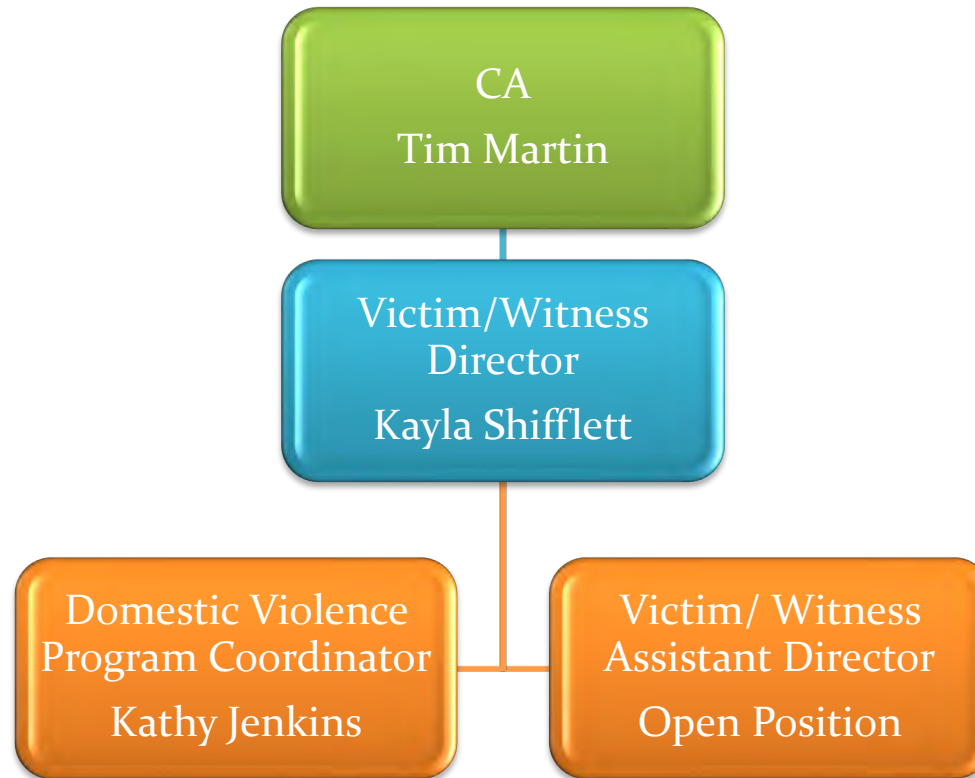 CA
Tim Martin
Victim/Witness
Director
Kayla Shifflett
Domestic Violence
Program Coordinator
Kathy Jenkins
Victim/ Witness
Assistant Director
Open Position